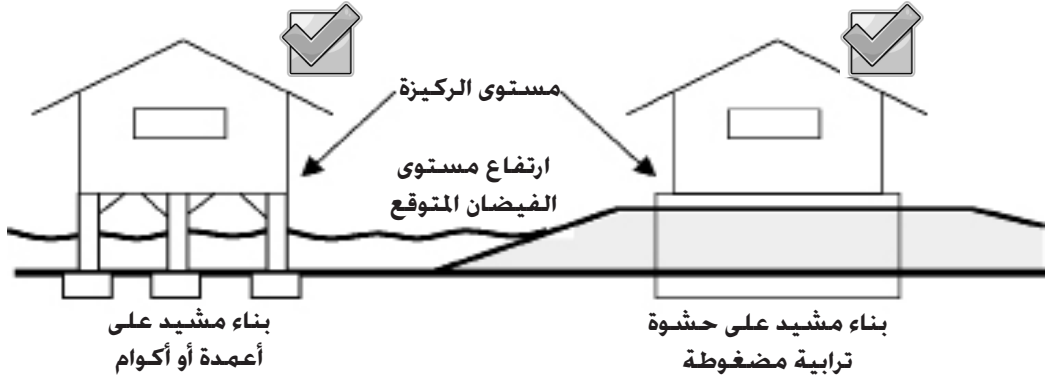 مستوى الركيزة
ارتفاع مستوى
الفيضان المتوقع
بناء مشيد على حشوة
ترابية مضغوطة
بناء مشيد على
أعمدة أو أكوام